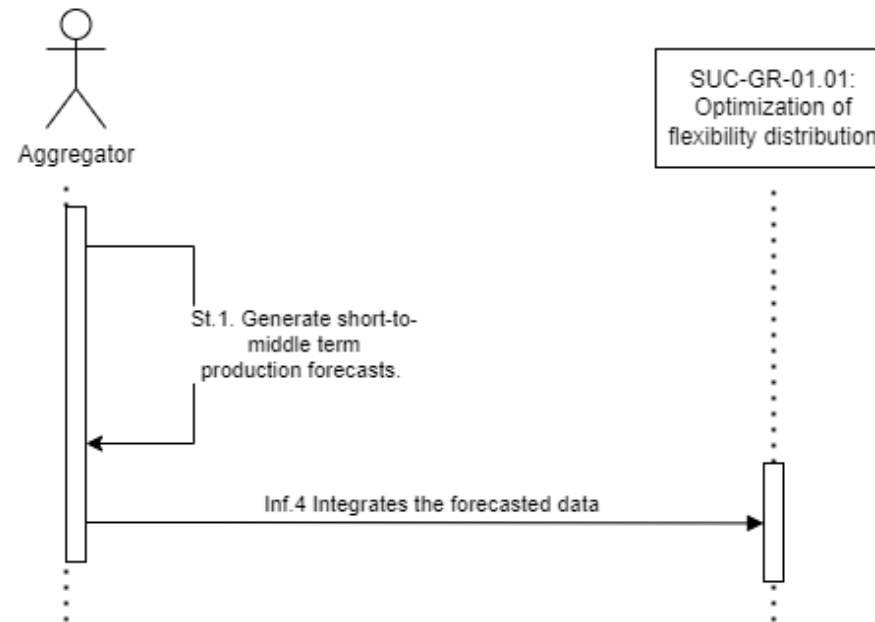 SUC-GR-01.01:
Optimization of
flexibility distribution
Aggregator
St.1. Generate short-to-
middle term
production forecasts.
Inf.4 Integrates the forecasted data